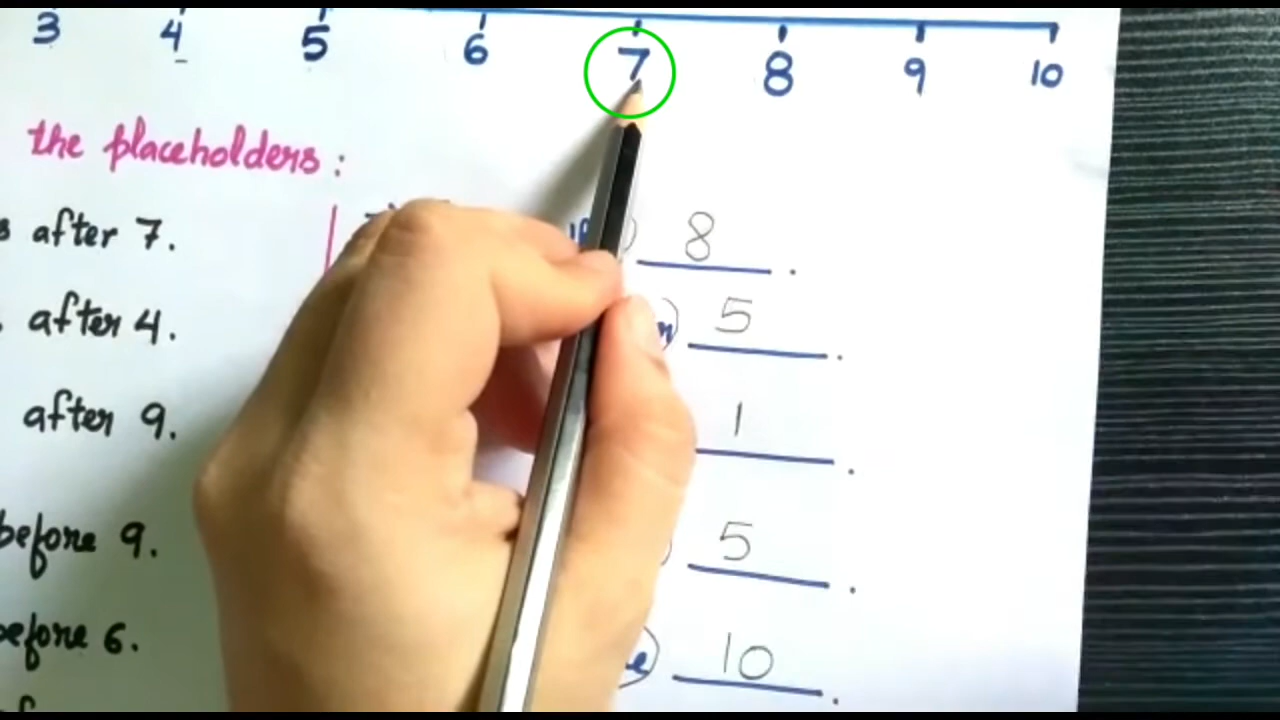 3 4 5 6 7 8 9 10
the placeholders :
after 7. 8 .
after 4. 5 .
after 9. 1 .
before 9. 5 .
before 6. 10 .